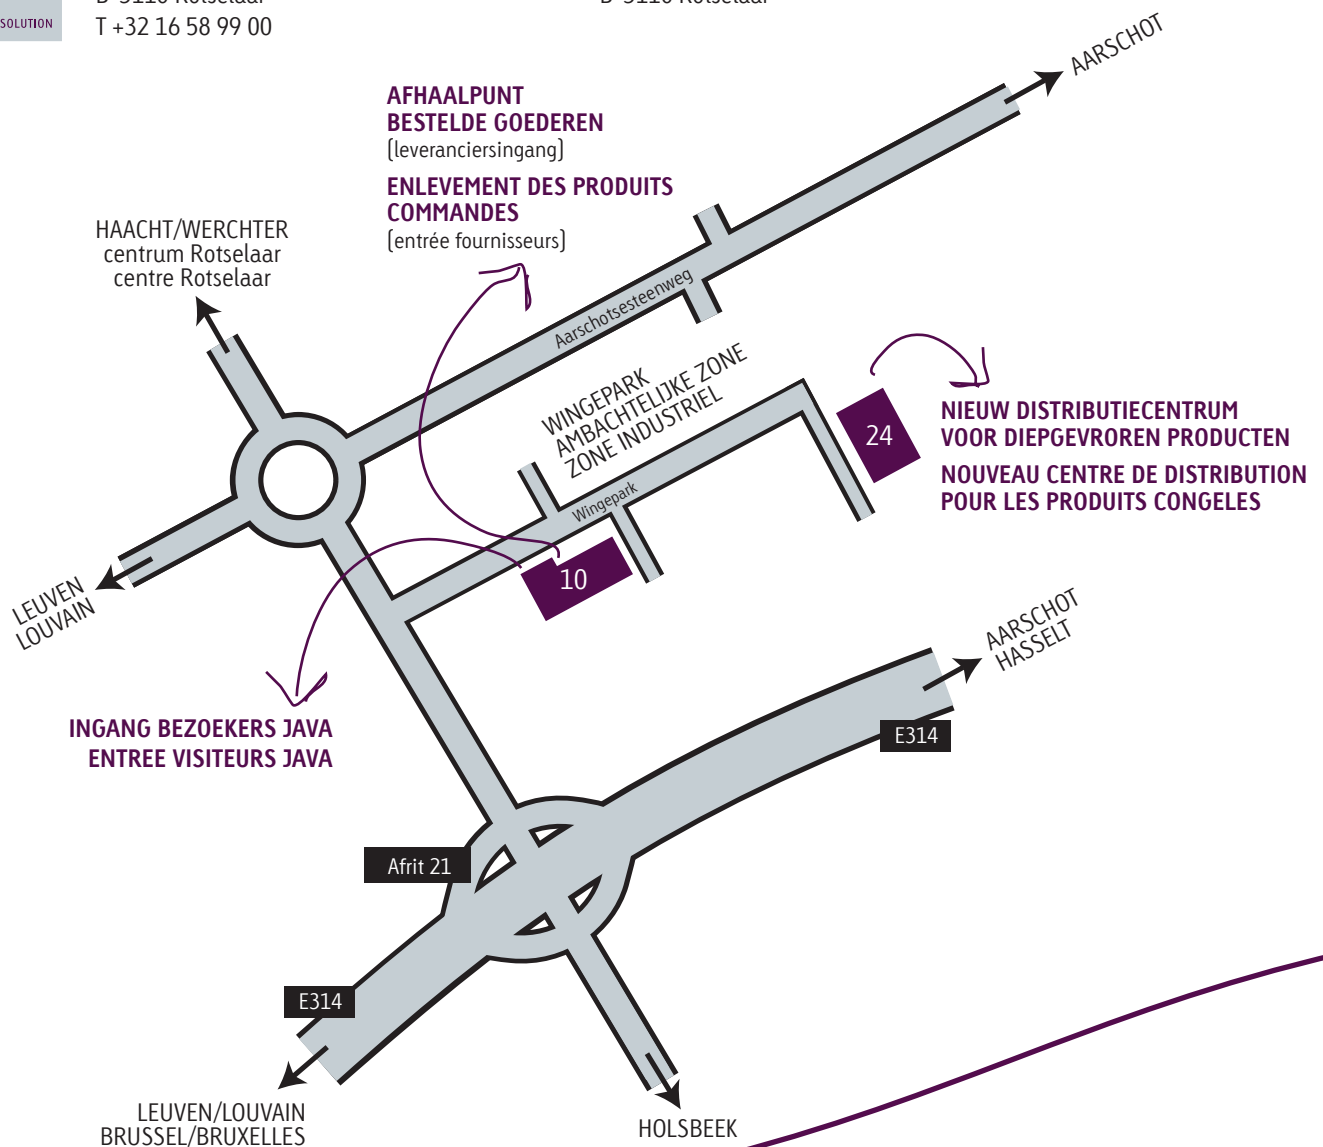 SOLUTION
T +32 16 58 99 00
AARSCHOT
AFHAALPUNT
BESTELDE GOEDEREN
(leveranciersingang)
ENLEVEMENT DES PRODUITS
COMMANDES
(entrée fournisseurs)
HAACHT/WERCHTER
centrum Rotselaar
centre Rotselaar
Aarschotsesteenweg
WINGEPARK
AMBACHTELIJKE ZONE
ZONE INDUSTRIEL
Wingepark
24
NIEUW DISTRIBUTIECENTRUM
VOOR DIEPGEVROREN PRODUCTEN
NOUVEAU CENTRE DE DISTRIBUTION
POUR LES PRODUITS CONGELES
10
LEUVEN
LOUVAIN
AARSCHOT
HASSELT
INGANG BEZOEKERS JAVA
ENTREE VISITEURS JAVA
E314
Afrit 21
E314
LEUVEN/LOUVAIN
BRUSSEL/BRUXELLES
HOLSBEEK